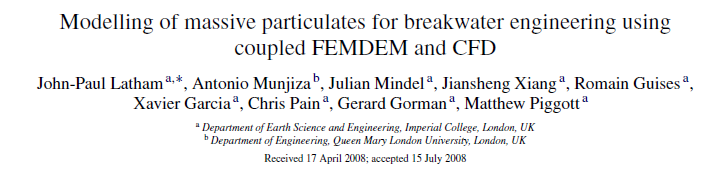 Modelling of massive particulates for breakwater engineering using
coupled FEMDEM and CFD
John-Paul Latham a,*, Antonio Munjiza b, Julian Mindel a, Jiansheng Xiang a, Romain Guises a,
Xavier Garcia a, Chris Pain a, Gerard Gorman a, Matthew Piggott a
a Department of Earth Science and Engineering, Imperial College, London, UK
b Department of Engineering, Queen Mary London University, London, UK
Received 17 April 2008; accepted 15 July 2008